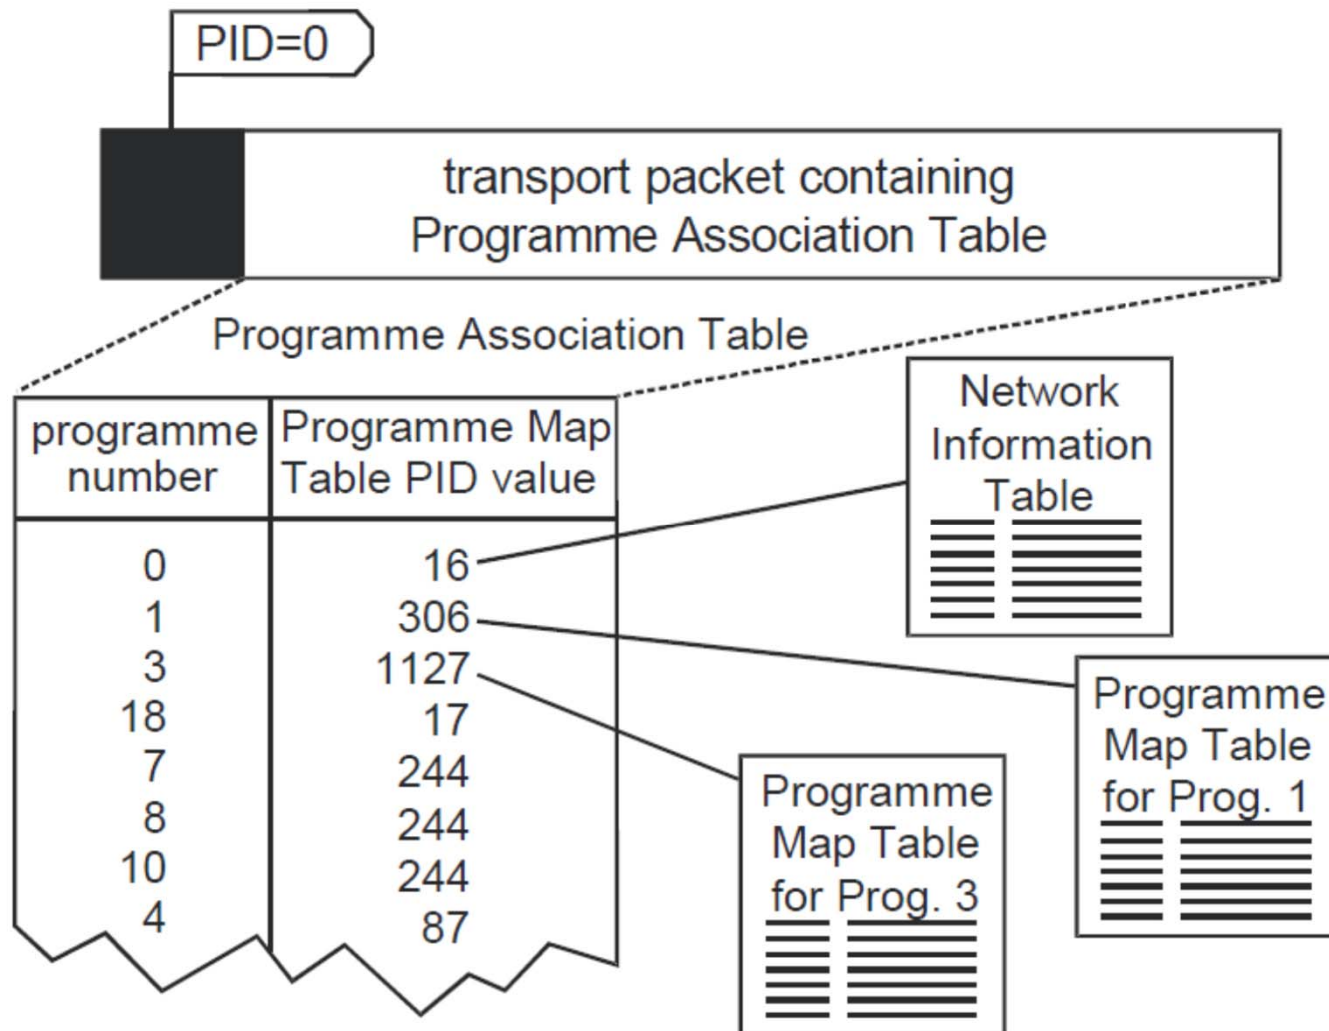 PID=0
transport packet containing
Programme Association Table
Programme Association Table
programme
number
Programme Map
Table PID value
0 16
1 306
3 1127
18 17
7 244
8 244
10 244
4 87
Network
Information
Table
Programme
Map Table
for Prog. 1
Programme
Map Table
for Prog. 3